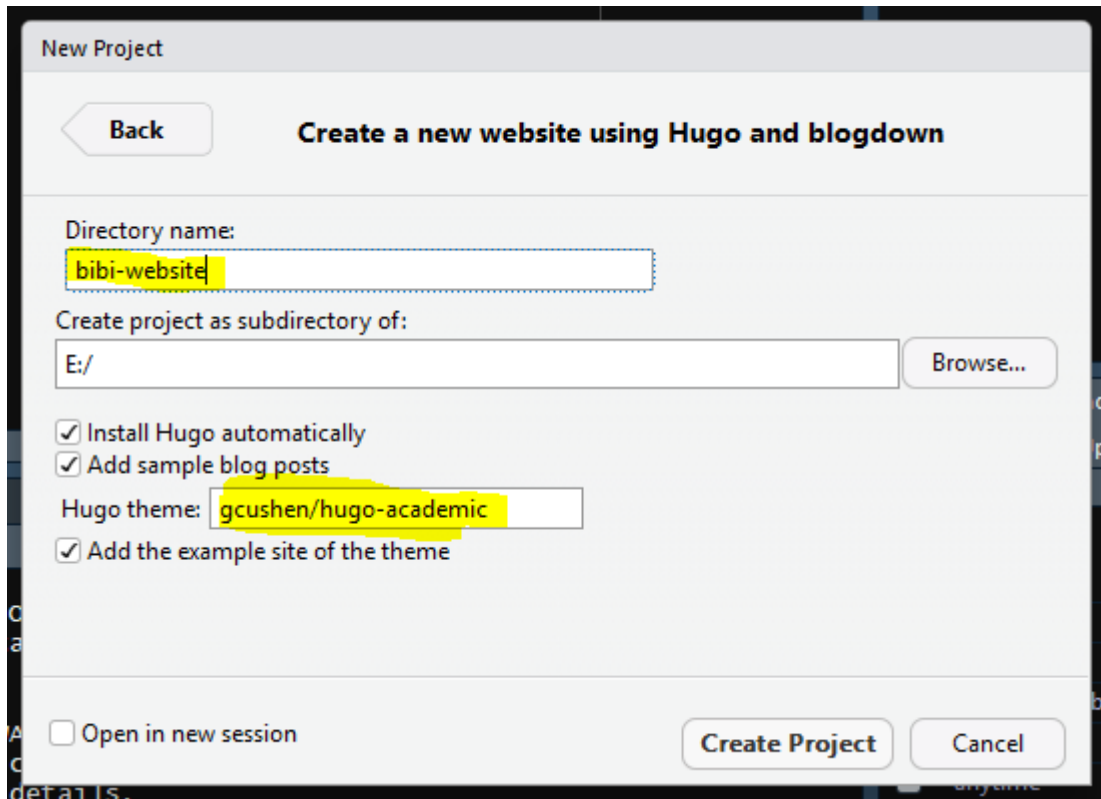 New Project
Back
Create a new website using Hugo and blogdown
Directory name:
bibi-website
Create project as subdirectory of:
E:/
Browse...
Install Hugo automatically
Add sample blog posts
Hugo theme: gcushen/hugo-academic
Add the example site of the theme
Open in new session
Create Project
Cancel
details.
anytime